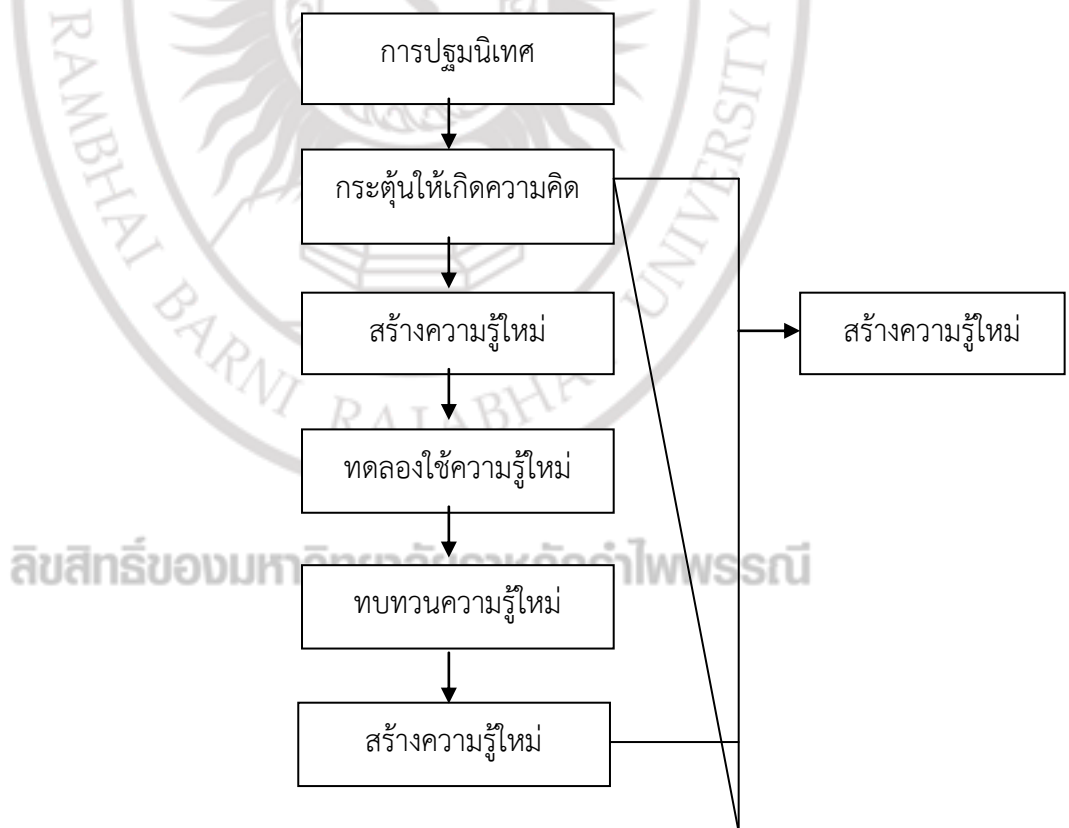 การปฐมนิเทศ
กระตุ้นให้เกิดความคิด
สร้างความรู้ใหม่
สร้างความรู้ใหม่
ทดลองใช้ความรู้ใหม่
ทบทวนความรู้ใหม่
สร้างความรู้ใหม่
RAMBHAI BARNI RAJABHA UNIVERSITY
ลิขสิทธิ์ของมหาวิทยาลัยราชภัฏรำไพพรรณี